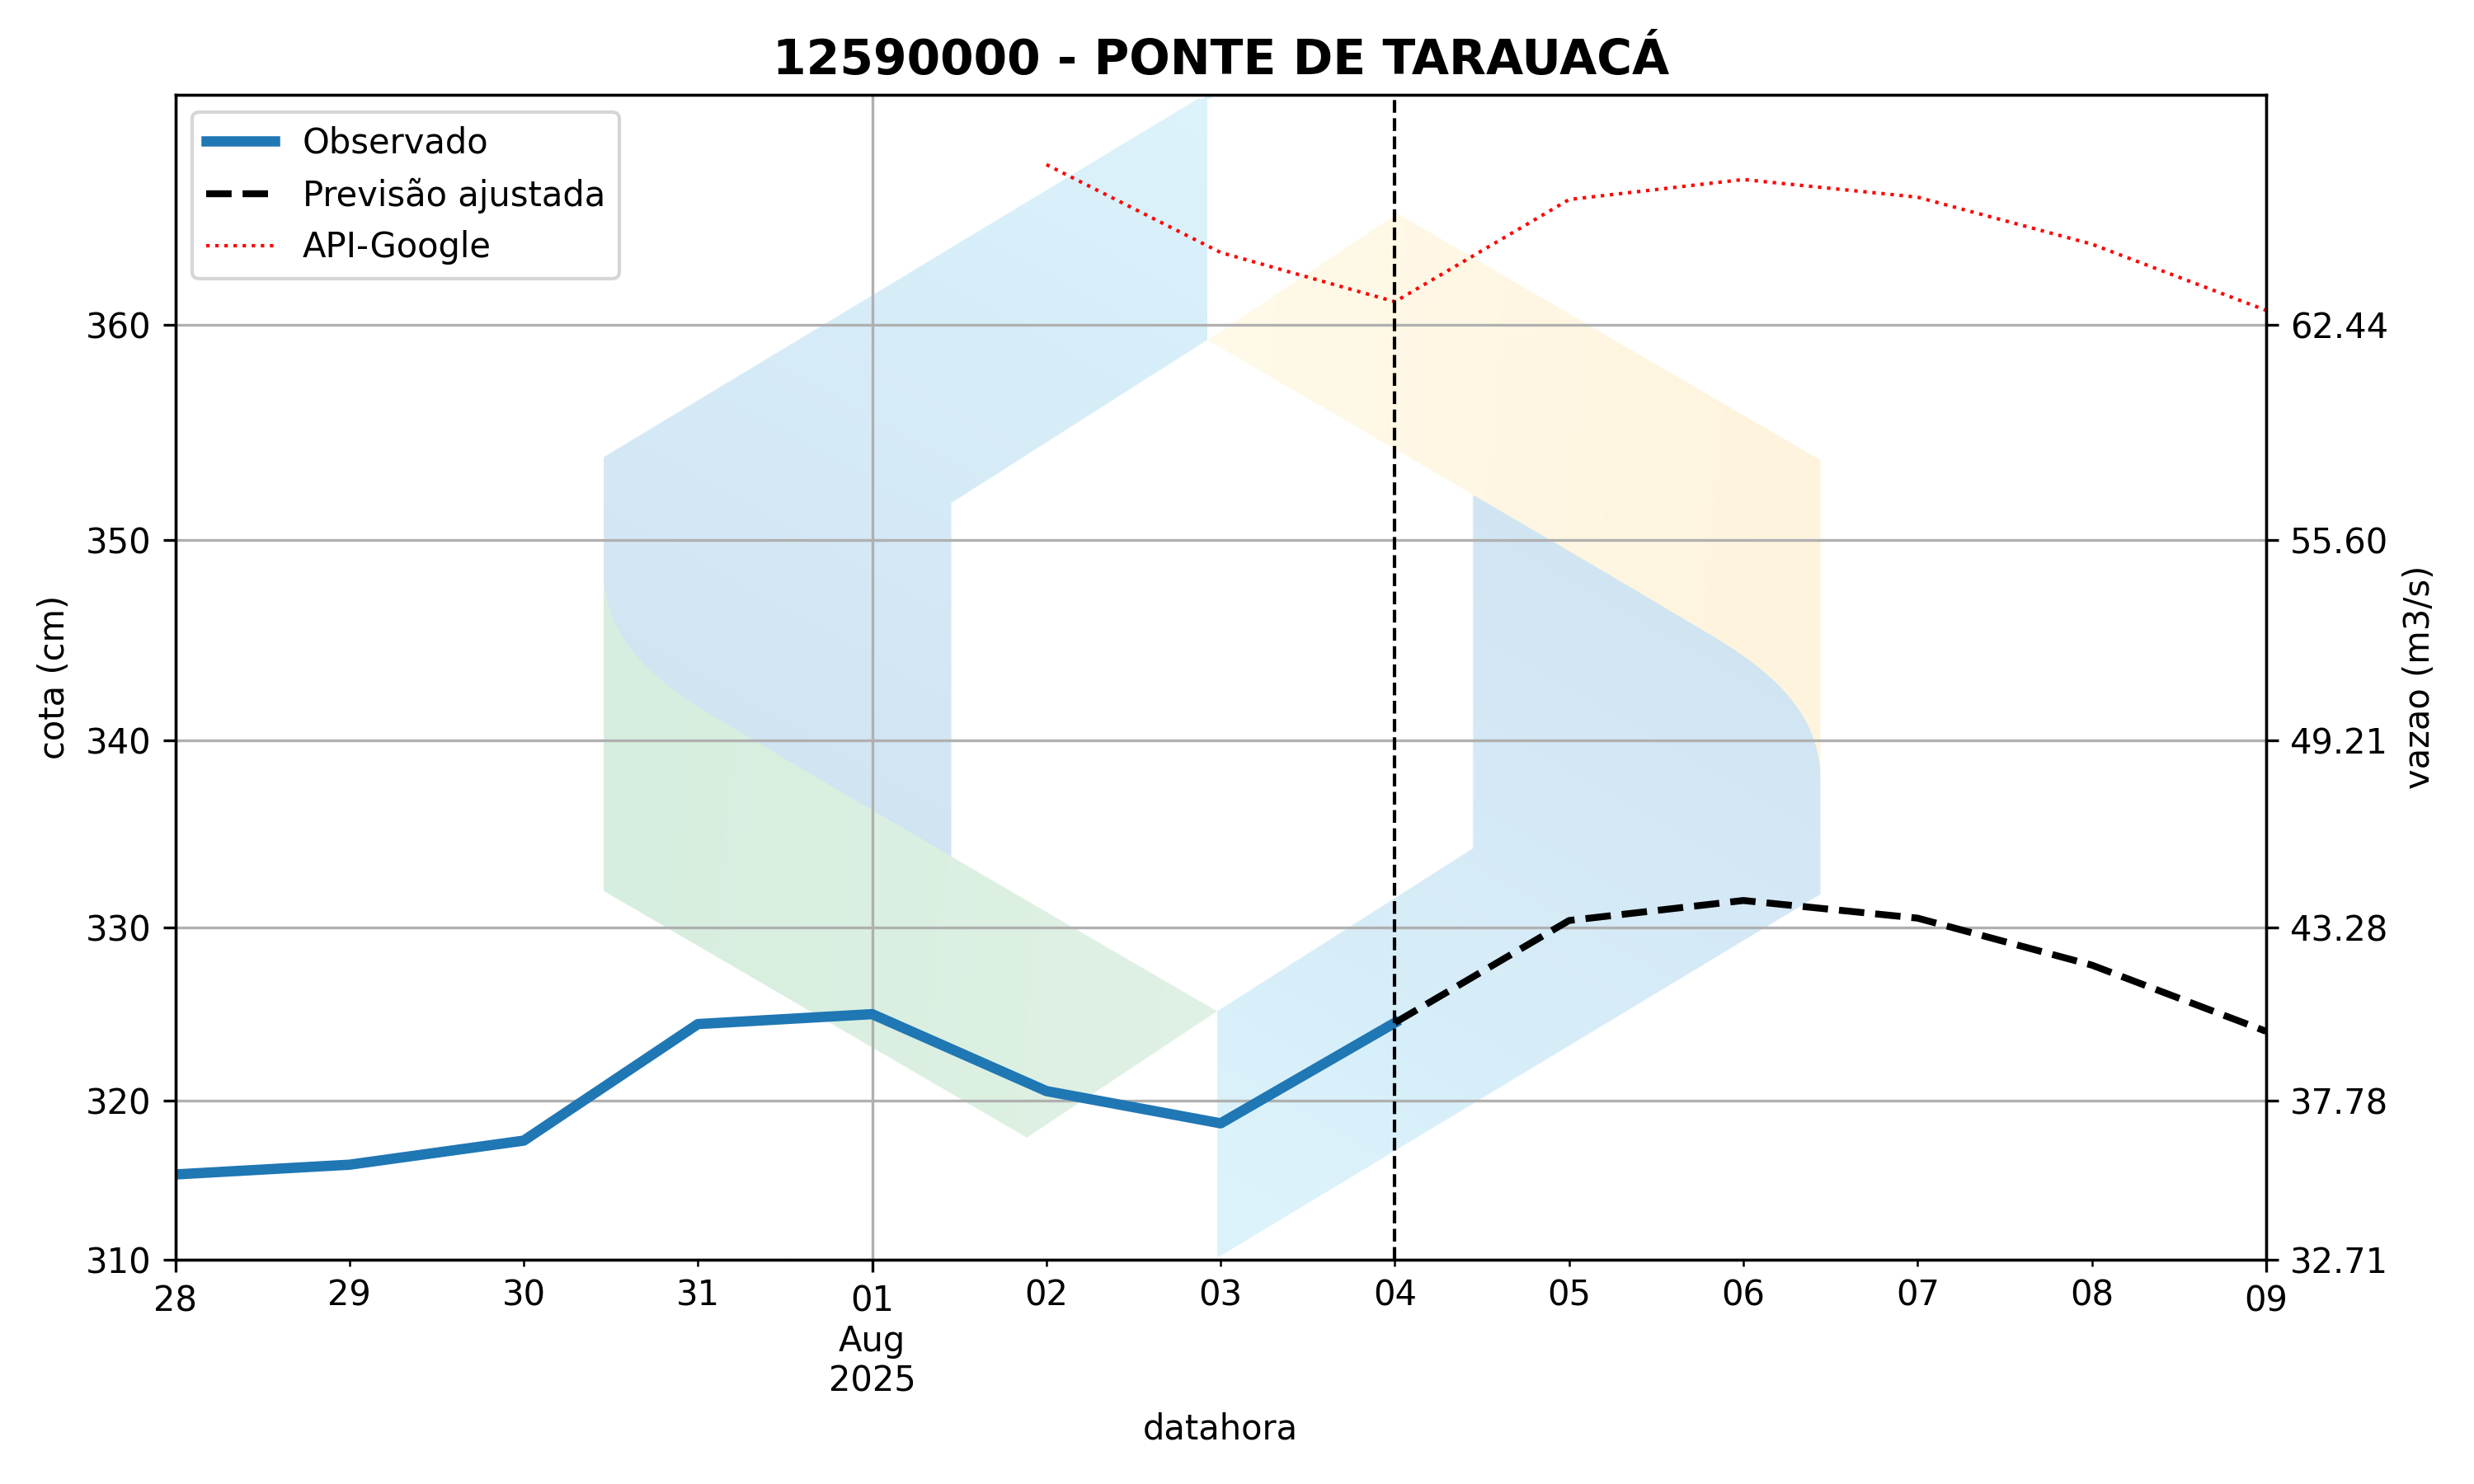 12590000 - PONTE DE TARAUACÁ
Observado
Previsão ajustada
API-Google
cota (cm)
360
350
340
330
320
310
62.44
55.60
49.21
43.28
37.78
32.71
vazao (m3/s)
28 29 30 31 01 02 03 04 05 06 07 08 09
Aug
2025
datahora